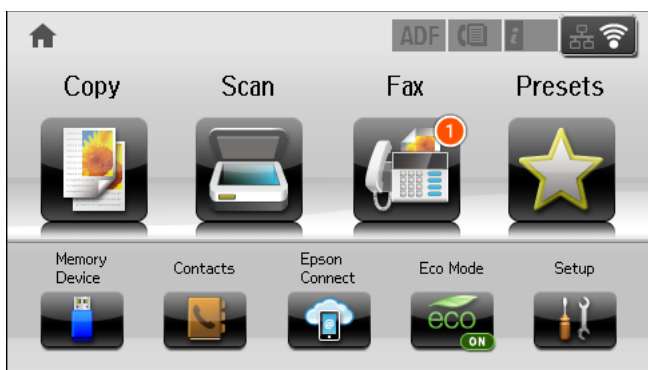 ADF i
Copy Scan Fax Presets
1
Memory
Device
Contacts
Epson
Connect
Eco Mode
Setup
@
eco
ON